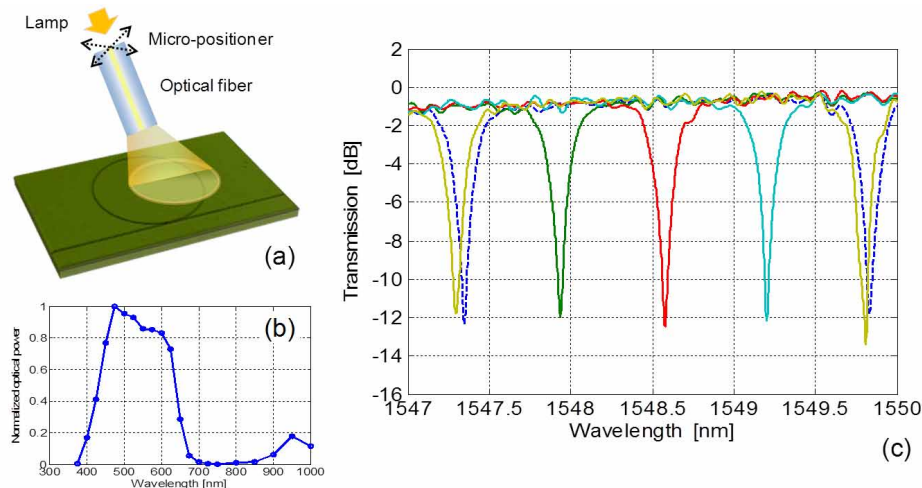 Lamp
Micro-positioner
Optical fiber
(a)
(b)
Normalized optical power
1
0.8
0.6
0.4
0.2
0
300 400 500 600 700 800 900 1000
Wavelength [nm]
Transmission [dB]
2
0
-2
-4
-6
-8
-10
-12
-14
-16
1547 1547.5 1548 1548.5 1549 1549.5 1550
Wavelength [nm]
(c)